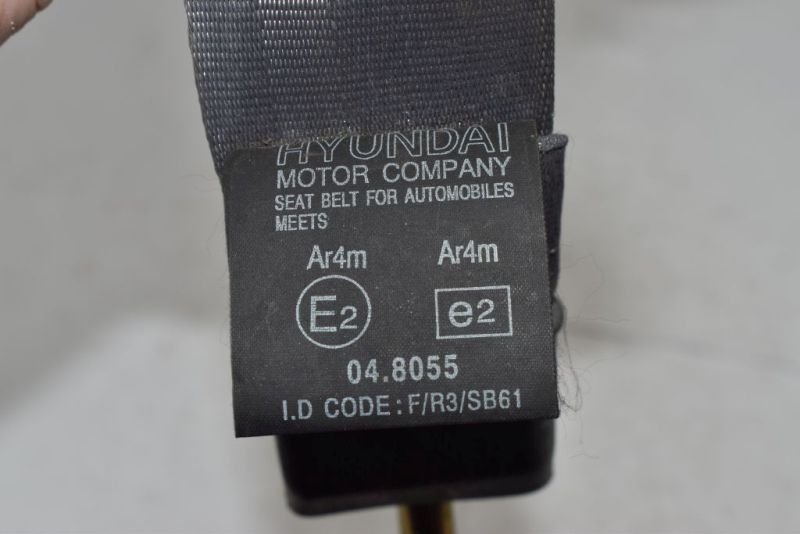 HYUNDAI
MOTOR COMPANY
SEAT BELT FOR AUTOMOBILES
MEETS
Ar4m Ar4m
E2 e2
04.8055
I.D CODE : F/R3/SB61